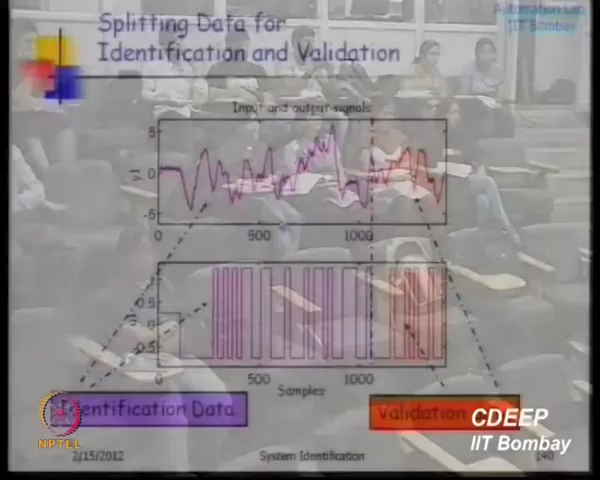 Splitting Data for
Identification and Validation
Automation Lab
IIT Bombay
Input and output signals
5
0
-5
y1
0
500
1000
0
500
1000
Samples
Identification Data
Validation
NPTEL
CDEEP
IIT Bombay
2/15/2012
System Identification
140